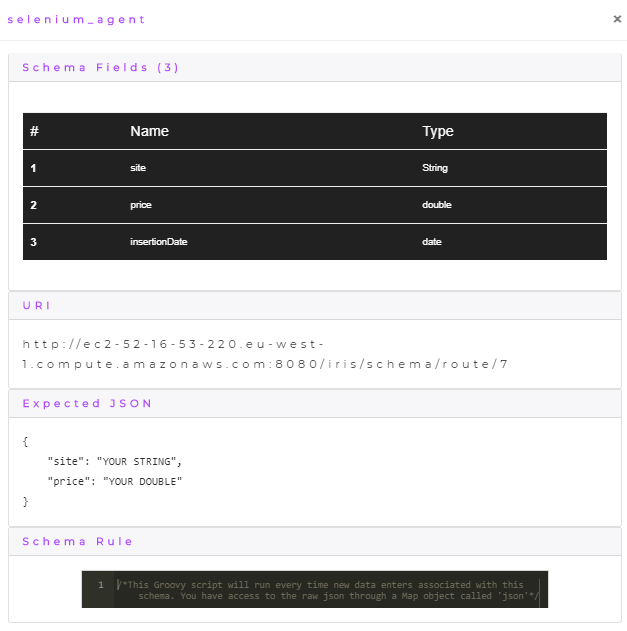 selenium_agent ×
Schema Fields (3)
# Name Type
1 site String
2 price double
3 insertionDate date
URI
http://ec2-52-16-53-220.eu-west-
1.compute.amazonaws.com:8080/iris/schema/route/7
Expected JSON
{
"site": "YOUR STRING",
"price": "YOUR DOUBLE"
}
Schema Rule
1 /*This Groovy script will run every time new data enters associated with this
schema. You have access to the raw json through a Map object called 'json'*/